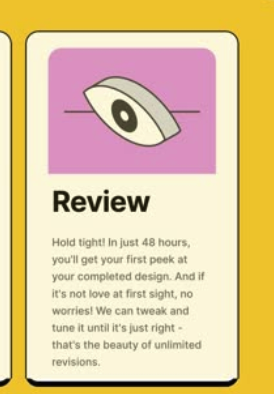 Review
Hold tight! In just 48 hours,
you'll get your first peek at
your completed design. And if
it's not love at first sight, no
worries! We can tweak and
tune it until it's just right -
that's the beauty of unlimited
revisions.